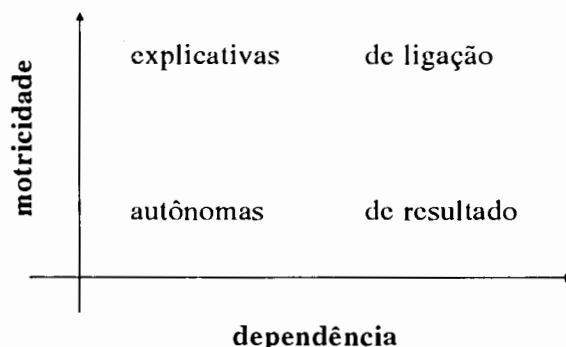 motricidade
explicativas de ligação
autônomas de resultado
dependência